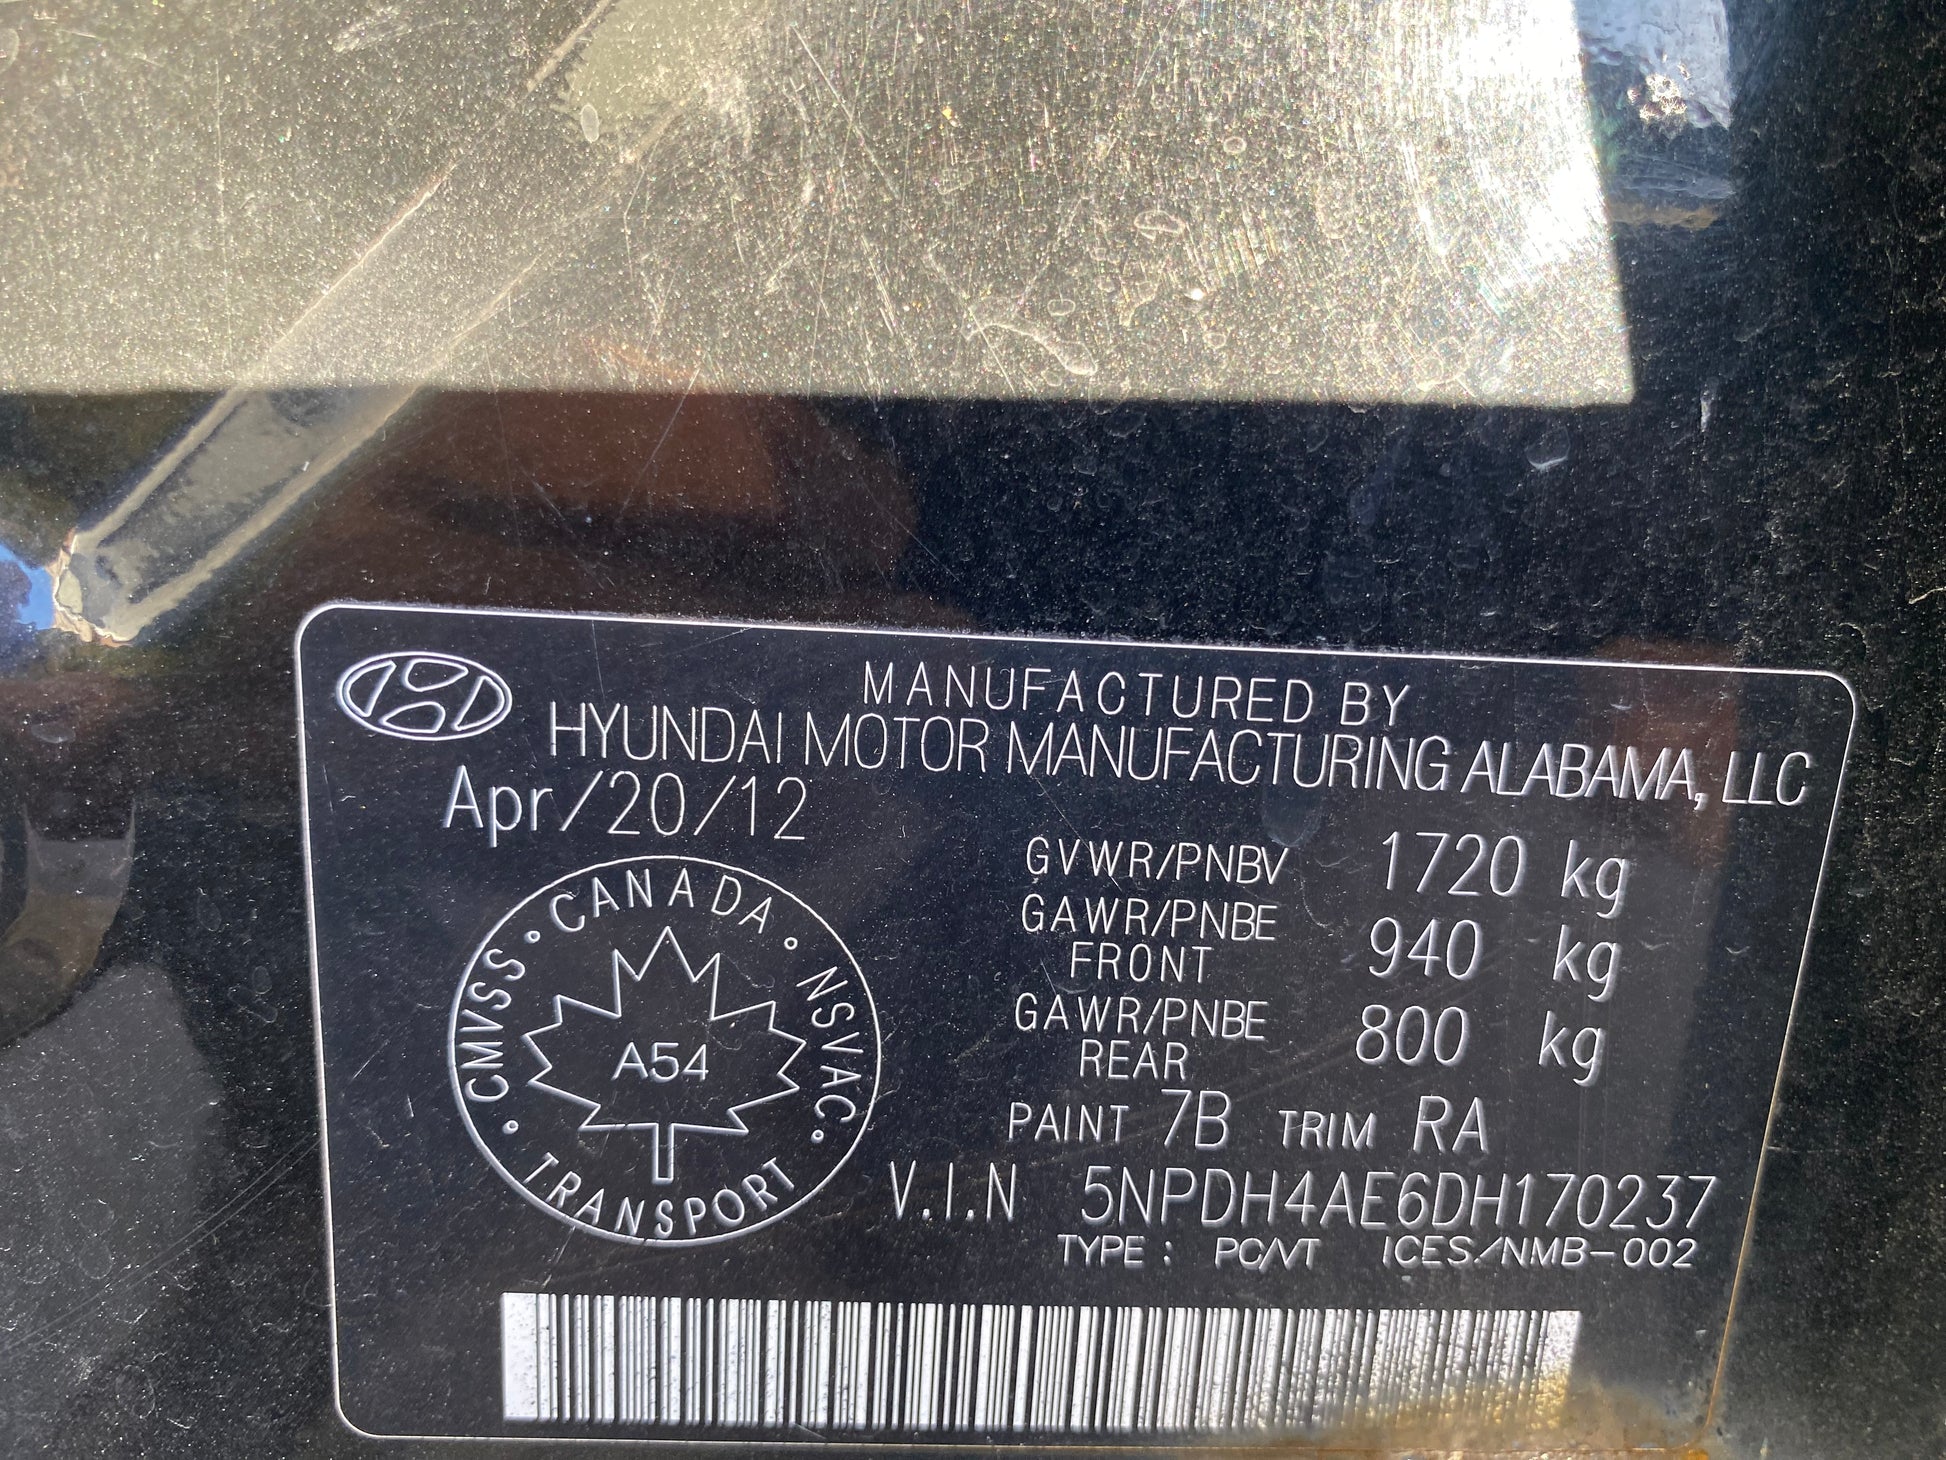 MANUFACTURED BY
HYUNDAI MOTOR MANUFACTURING ALABAMA, LLC
Apr/20/12
GVWR/PNBV 1720 kg
GAWR/PNBE FRONT 940 kg
GAWR/PNBE REAR 800 kg
CMVSS • CANADA • NSVAC • TRANSPORT •
A54
PAINT 7B TRIM RA
V.I.N 5NPDH4AE6DH170237
TYPE : PC/VT ICES/NMB-002